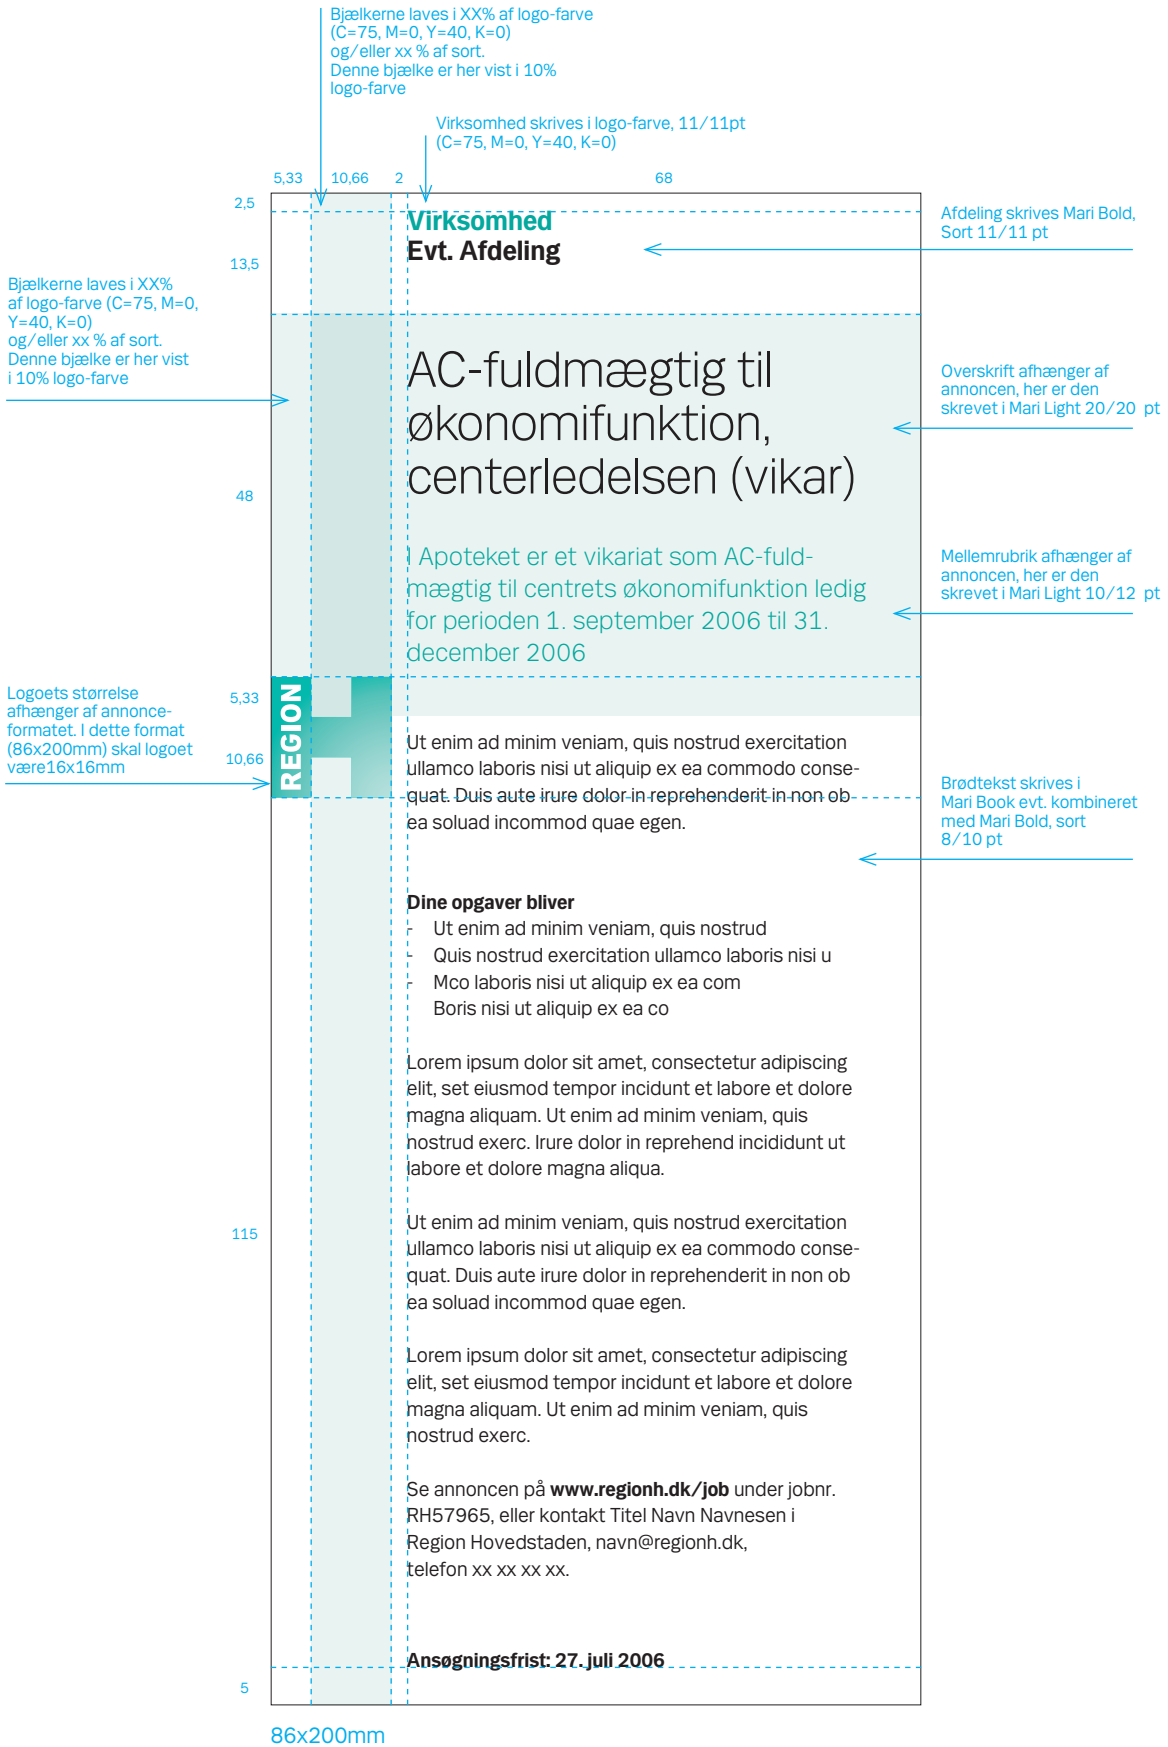 Bjælkerne laves i XX% af logo-farve
(C=75, M=0, Y=40, K=0)
og/eller xx % af sort.
Denne bjælke er her vist i 10%
logo-farve
Virksomhed skrives i logo-farve, 11/11pt
(C=75, M=0, Y=40, K=0)
5,33 10,66 2 68
2,5
13,5
48
5,33
10,66
115
5
Bjælkerne laves i XX%
af logo-farve (C=75, M=0,
Y=40, K=0)
og/eller xx % af sort.
Denne bjælke er her vist
i 10% logo-farve
Logoets størrelse
afhænger af annonce-
formatet. I dette format
(86x200mm) skal logoet
være16x16mm
Virksomhed
Evt. Afdeling
AC-fuldmægtig til
økonomifunktion,
centerledelsen (vikar)
I Apoteket er et vikariat som AC-fuld-
mægtig til centrets økonomifunktion ledig
for perioden 1. september 2006 til 31.
december 2006
REGION
H
Ut enim ad minim veniam, quis nostrud exercitation
ullamco laboris nisi ut aliquip ex ea commodo conse-
quat. Duis aute irure dolor in reprehenderit in non ob
ea soluad incommod quae egen.
Dine opgaver bliver
- Ut enim ad minim veniam, quis nostrud
- Quis nostrud exercitation ullamco laboris nisi u
- Mco laboris nisi ut aliquip ex ea com
Boris nisi ut aliquip ex ea co
Lorem ipsum dolor sit amet, consectetur adipiscing
elit, set eiusmod tempor incidunt et labore et dolore
magna aliquam. Ut enim ad minim veniam, quis
nostrud exerc. Irure dolor in reprehend incididunt ut
labore et dolore magna aliqua.
Ut enim ad minim veniam, quis nostrud exercitation
ullamco laboris nisi ut aliquip ex ea commodo conse-
quat. Duis aute irure dolor in reprehenderit in non ob
ea soluad incommod quae egen.
Lorem ipsum dolor sit amet, consectetur adipiscing
elit, set eiusmod tempor incidunt et labore et dolore
magna aliquam. Ut enim ad minim veniam, quis
nostrud exerc.
Se annoncen på www.regionh.dk/job under jobnr.
RH57965, eller kontakt Titel Navn Navnesen i
Region Hovedstaden, navn@regionh.dk,
telefon xx xx xx xx.
Ansøgningsfrist: 27. juli 2006
Afdeling skrives Mari Bold,
Sort 11/11 pt
Overskrift afhænger af
annoncen, her er den
skrevet i Mari Light 20/20 pt
Mellemrubrik afhænger af
annoncen, her er den
skrevet i Mari Light 10/12 pt
Brødtekst skrives i
Mari Book evt. kombineret
med Mari Bold, sort
8/10 pt
86x200mm